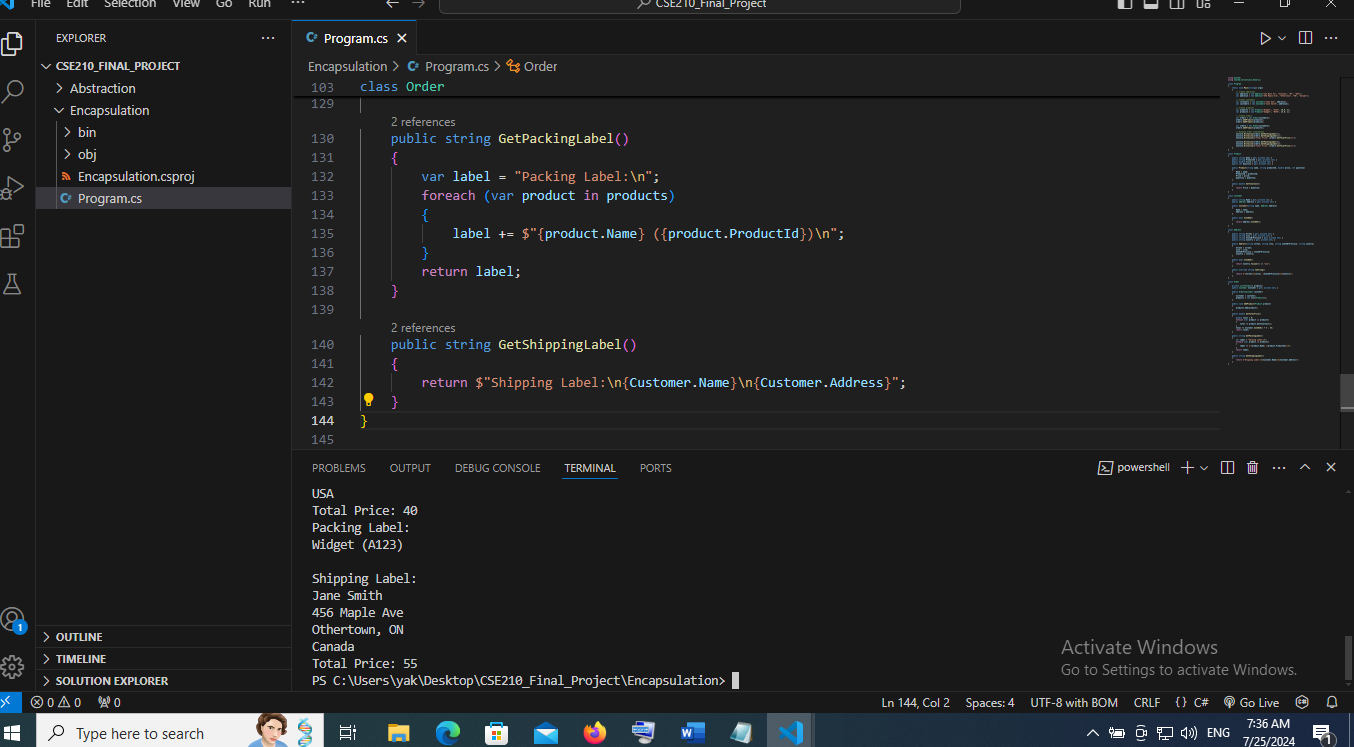 File Edit Selection View Go Run ··· CSE210_Final_Project
EXPLORER ···
CSE210_FINAL_PROJECT
Abstraction
Encapsulation
bin
obj
Encapsulation.csproj
Program.cs
OUTLINE
TIMELINE
SOLUTION EXPLORER
1
Program.cs
Encapsulation > Program.cs > Order
103 class Order
129
2 references
130 public string GetPackingLabel()
131 {
132 var label = "Packing Label:\n";
133 foreach (var product in products)
134 {
135 label += $"{product.Name} ({product.ProductId})\n";
136 }
137 return label;
138 }
139
2 references
140 public string GetShippingLabel()
141 {
142 return $"Shipping Label:\n{Customer.Name}\n{Customer.Address}";
143 }
144 }
145
PROBLEMS OUTPUT DEBUG CONSOLE TERMINAL PORTS powershell
USA
Total Price: 40
Packing Label:
Widget (A123)
Shipping Label:
Jane Smith
456 Maple Ave
Othertown, ON
Canada
Total Price: 55
PS C:\Users\yak\Desktop\CSE210_Final_Project\Encapsulation>
Activate Windows
Go to Settings to activate Windows.
0 0 0 Ln 144, Col 2 Spaces: 4 UTF-8 with BOM CRLF {} C# Go Live
Type here to search
ENG
7:36 AM
7/25/2024
1